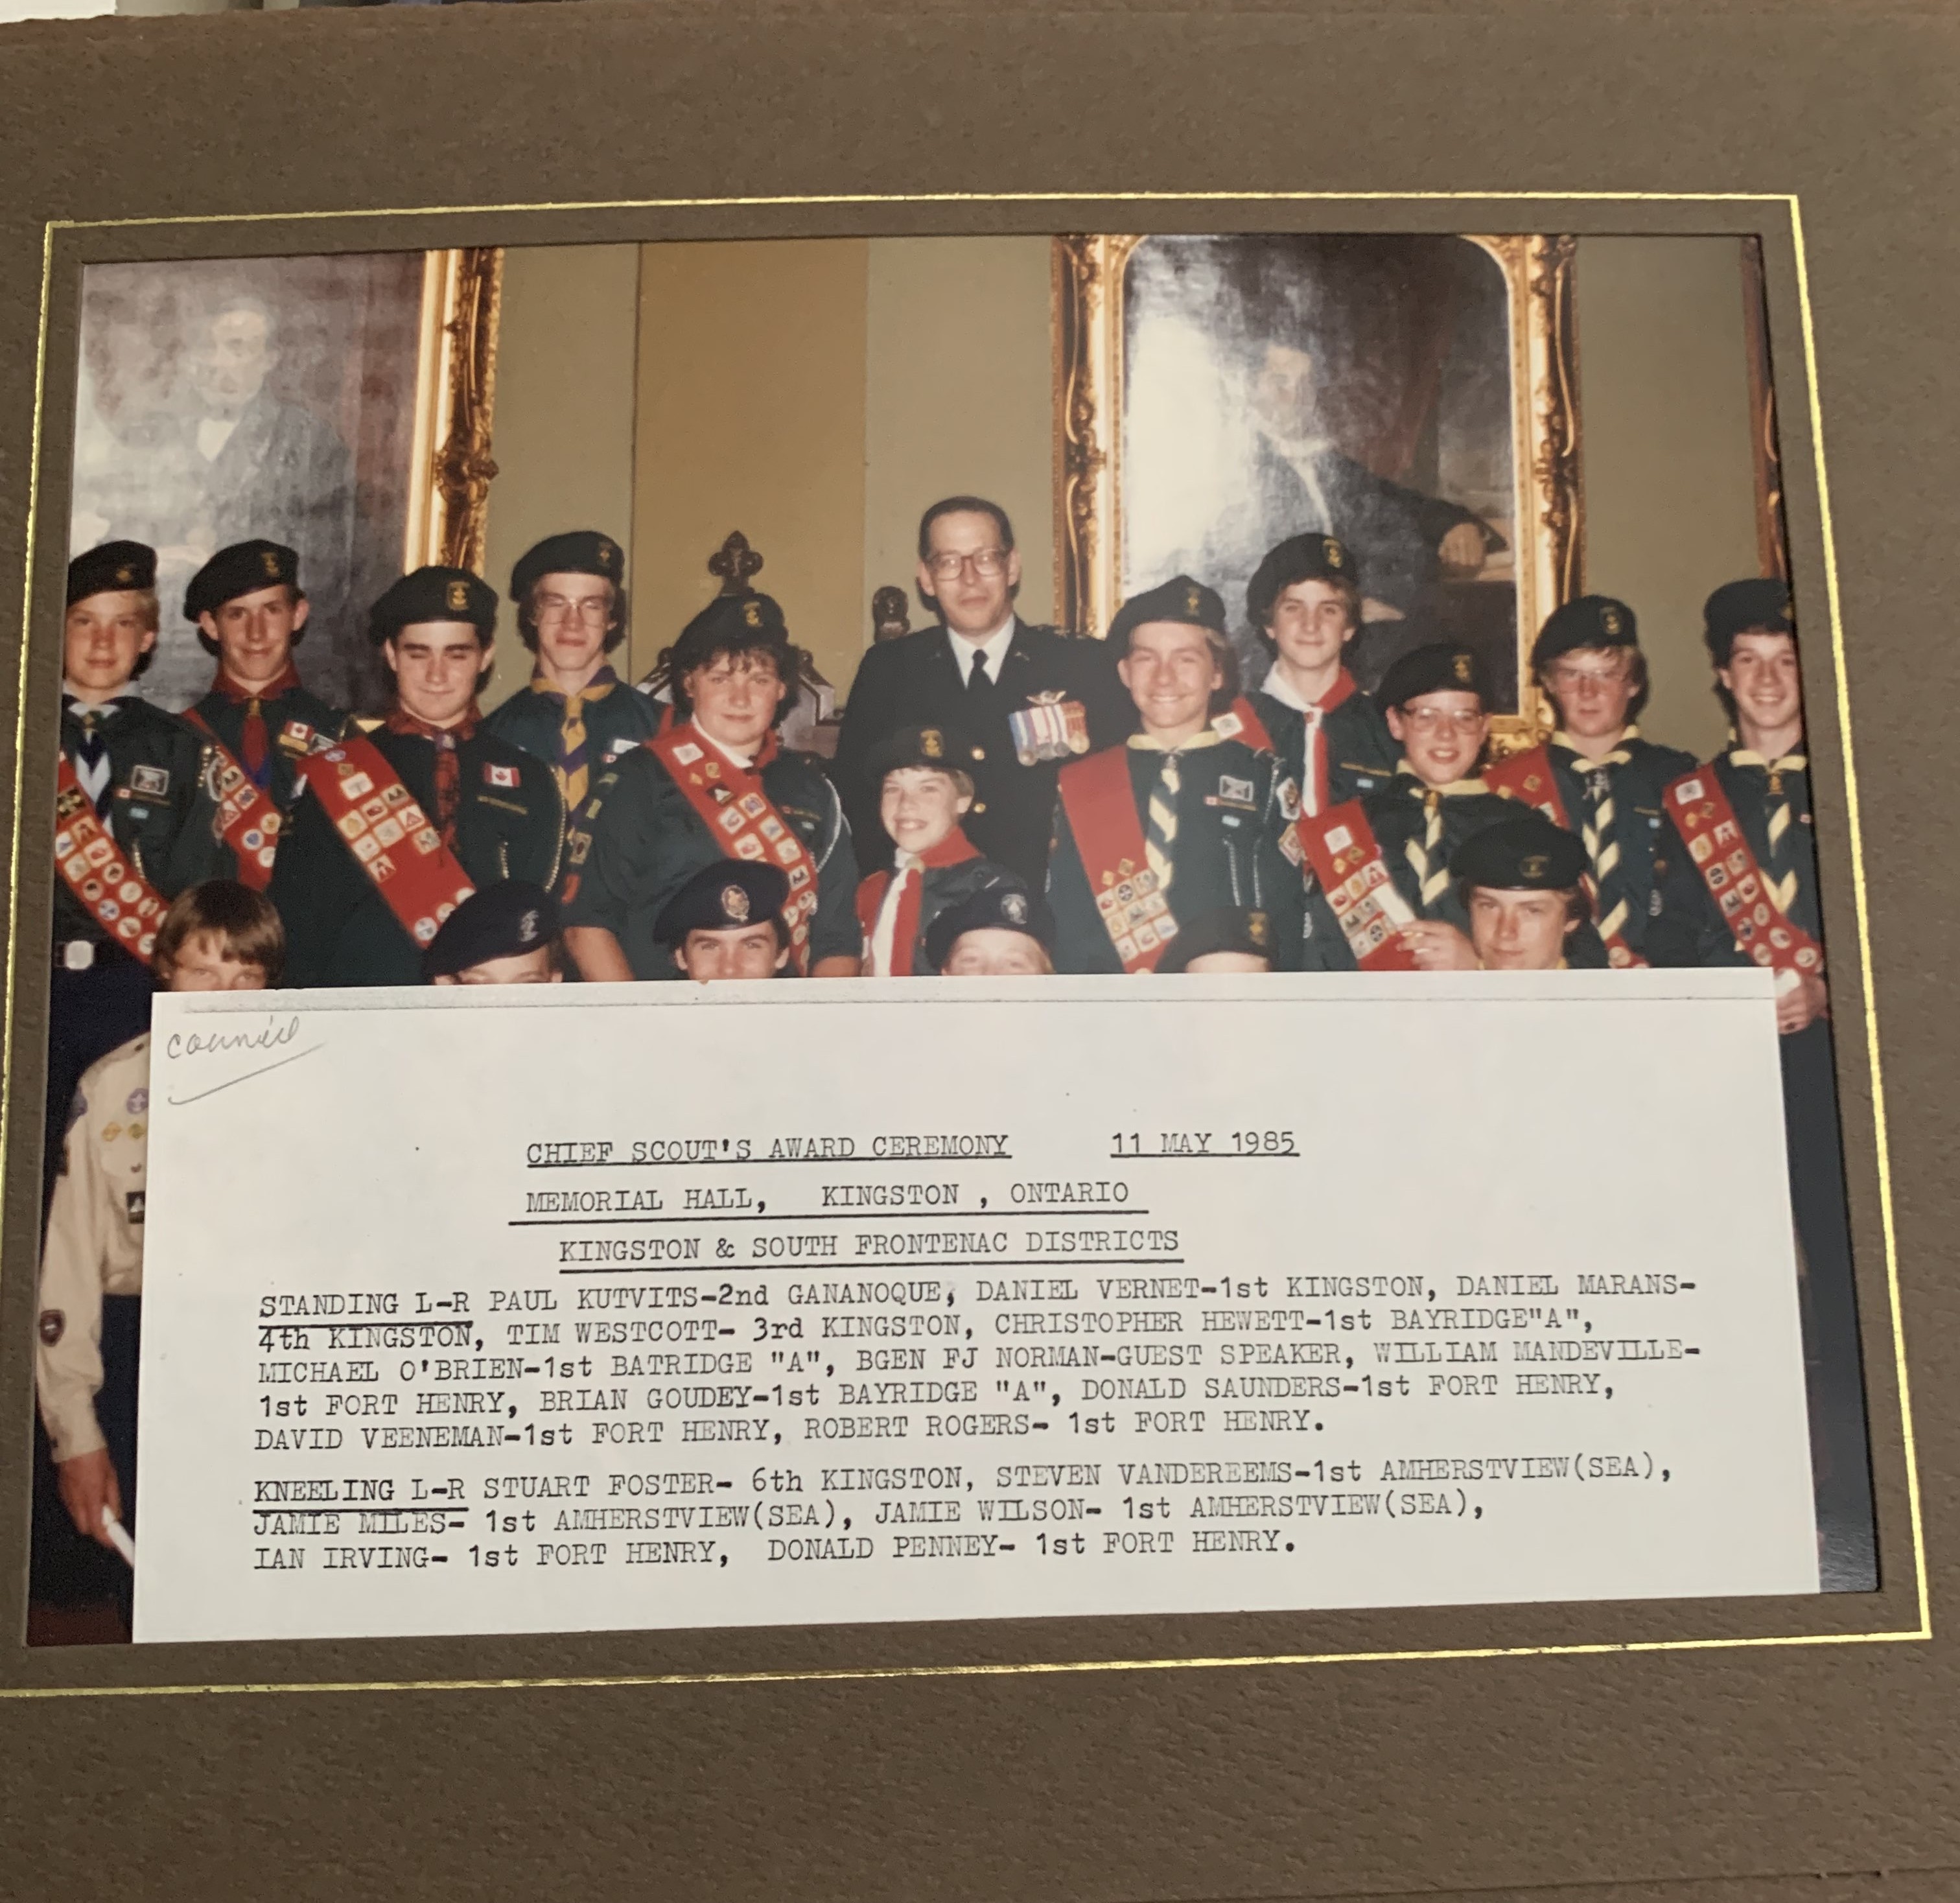 council
CHIEF SCOUT'S AWARD CEREMONY 11 MAY 1985
MEMORIAL HALL, KINGSTON , ONTARIO
KINGSTON & SOUTH FRONTENAC DISTRICTS
STANDING L-R PAUL KUTVITS-2nd GANANOQUE, DANIEL VERNET-1st KINGSTON, DANIEL MARANS-
4th KINGSTON, TIM WESTCOTT- 3rd KINGSTON, CHRISTOPHER HEWETT-1st BAYRIDGE"A",
MICHAEL O'BRIEN-1st BATRIDGE "A", BGEN FJ NORMAN-GUEST SPEAKER, WILLIAM MANDEVILLE-
1st FORT HENRY, BRIAN GOUDEY-1st BAYRIDGE "A", DONALD SAUNDERS-1st FORT HENRY,
DAVID VEENEMAN-1st FORT HENRY, ROBERT ROGERS- 1st FORT HENRY.
KNEELING L-R STUART FOSTER- 6th KINGSTON, STEVEN VANDEREEMS-1st AMHERSTVIEW(SEA),
JAMIE MILES- 1st AMHERSTVIEW(SEA), JAMIE WILSON- 1st AMHERSTVIEW(SEA),
IAN IRVING- 1st FORT HENRY, DONALD PENNEY- 1st FORT HENRY.